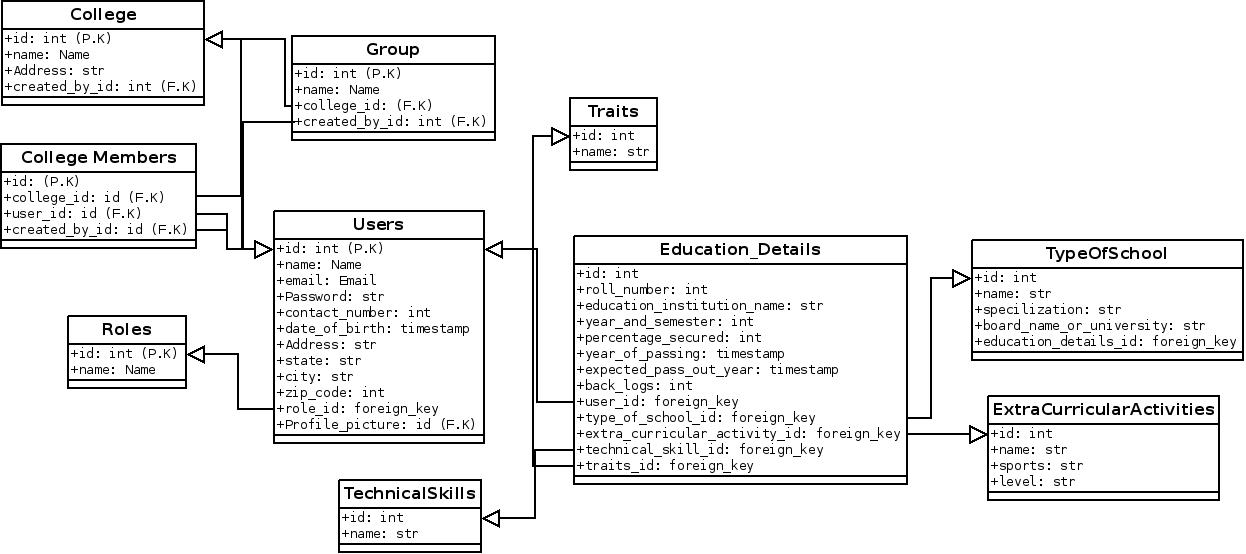 College
+id: int (P.K)
+name: Name
+Address: str
+created_by_id: int (F.K)
Group
+id: int (P.K)
+name: Name
+college_id: (F.K)
+created_by_id: int (F.K)
College Members
+id: (P.K)
+college_id: id (F.K)
+user_id: id (F.K)
+created_by_id: id (F.K)
Traits
+id: int
+name: str
Users
+id: int (P.K)
+name: Name
+email: Email
+Password: str
+contact_number: int
+date_of_birth: timestamp
+Address: str
+state: str
+city: str
+zip_code: int
+role_id: foreign_key
+Profile_picture: id (F.K)
Roles
+id: int (P.K)
+name: Name
Education_Details
+id: int
+roll_number: int
+education_institution_name: str
+year_and_semester: int
+percentage_secured: int
+year_of_passing: timestamp
+expected_pass_out_year: timestamp
+back_logs: int
+user_id: foreign_key
+type_of_school_id: foreign_key
+extra_curricular_activity_id: foreign_key
+technical_skill_id: foreign_key
+traits_id: foreign_key
TypeOfSchool
+id: int
+name: str
+specilization: str
+board_name_or_university: str
+education_details_id: foreign_key
ExtraCurricularActivities
+id: int
+name: str
+sports: str
+level: str
TechnicalSkills
+id: int
+name: str